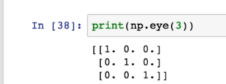 In [38]: print(np.eye(3))
[[1. 0. 0.]
[0. 1. 0.]
[0. 0. 1.]]